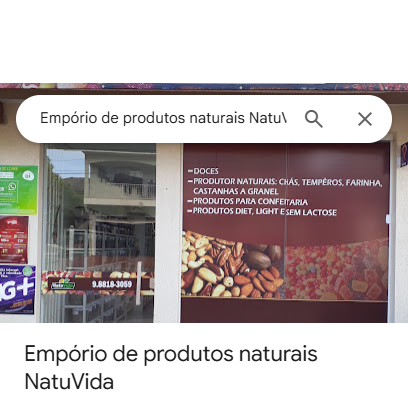 Empório de produtos naturais NatuV
DOCES
PRODUTOR NATURAIS: CHÁS, TEMPÉROS, FARINHA,
CASTANHAS A GRANEL
PRODUTOS PARA CONFEITARIA
PRODUTOS DIET, LIGHT E SEM LACTOSE
9.8818-3059
G+
Empório de produtos naturais
NatuVida